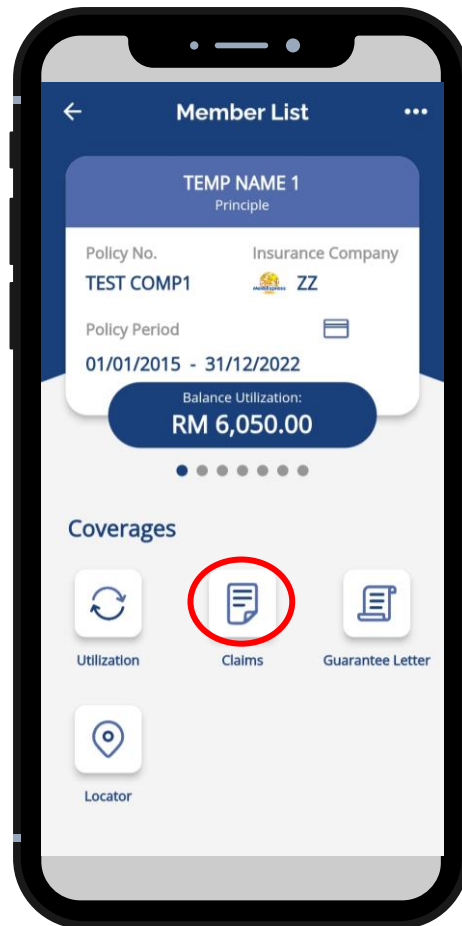 Member List
TEMP NAME 1
Principle
Policy No. Insurance Company
TEST COMP1 ZZ
Policy Period
01/01/2015 - 31/12/2022
Balance Utilization:
RM 6,050.00
Coverages
Utilization Claims Guarantee Letter
Locator